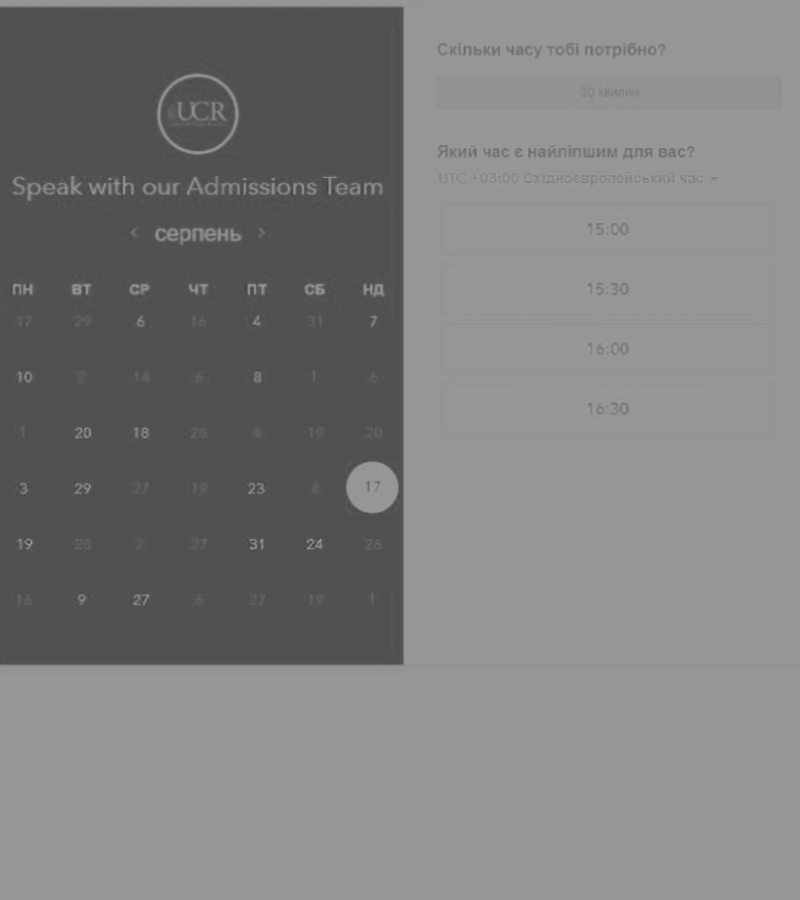 UCR
Speak with our Admissions Team
серпень
ПН ВТ СР ЧТ ПТ СБ НД
17 29 6 16 4 31 7
10 2 14 6 8 1 6
1 20 18 26 4 19 20
3 29 27 19 23 4 17
19 28 2 27 31 24 26
16 9 27 6 27 19 1
Скільки часу тобі потрібно?
30 хвилин
Який час є найліпшим для вас?
UTC +03:00 Східноєвропейський час
15:00
15:30
16:00
16:30